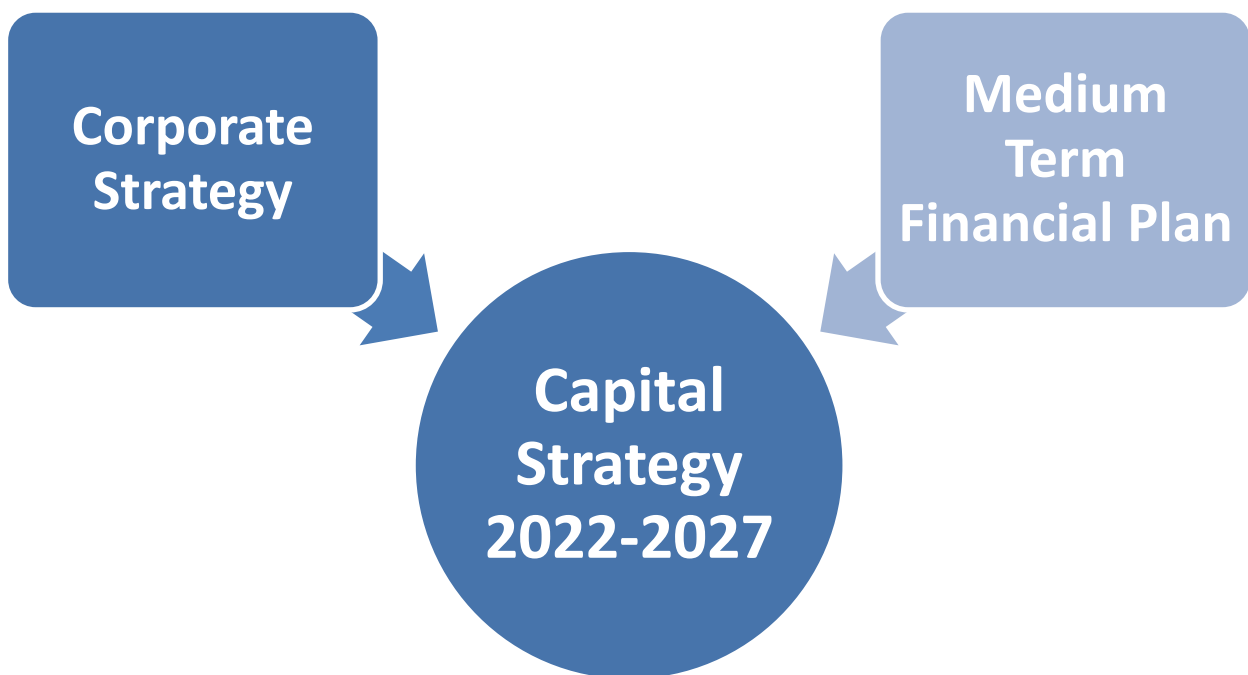 Corporate
Strategy
Medium
Term
Financial Plan
Capital
Strategy
2022-2027